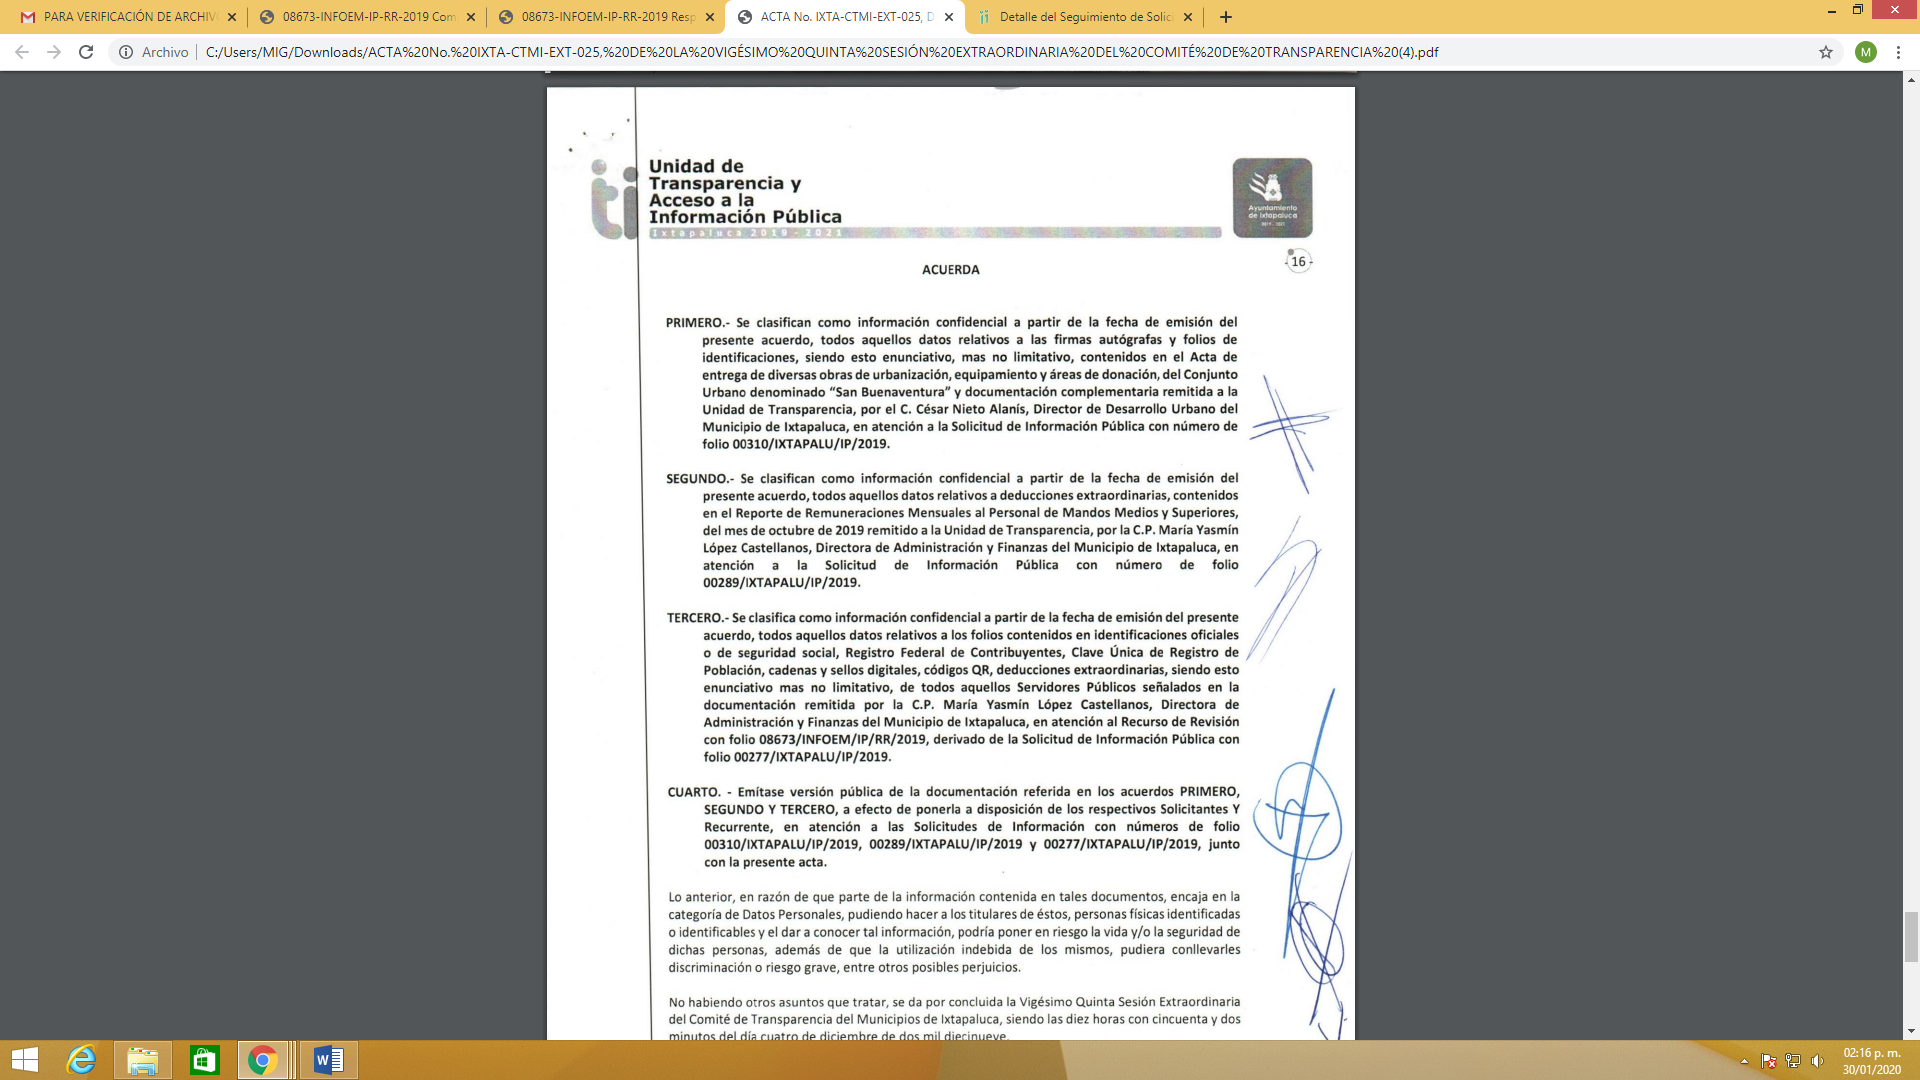 PARA VERIFICACIÓN DE ARCHIV
08673-INFOEM-IP-RR-2019 Com
08673-INFOEM-IP-RR-2019 Resp
ACTA No. IXTA-CTMI-EXT-025, D
Detalle del Seguimiento de Solici
Archivo
C:/Users/MIG/Downloads/ACTA%20No.%20IXTA-CTMI-EXT-025,%20DE%20LA%20VIGÉSIMO%20QUINTA%20SESIÓN%20EXTRAORDINARIA%20DEL%20COMITÉ%20DE%20TRANSPARENCIA%20(4).pdf
M
ti
Unidad de
Transparencia y
Acceso a la
Información Pública
Ixtapaluca 2019 - 2021
Ayuntamiento
de Ixtapaluca
2019 - 2021
- 16 -
ACUERDA
PRIMERO.- Se clasifican como información confidencial a partir de la fecha de emisión del
presente acuerdo, todos aquellos datos relativos a las firmas autógrafas y folios de
identificaciones, siendo esto enunciativo, mas no limitativo, contenidos en el Acta de
entrega de diversas obras de urbanización, equipamiento y áreas de donación, del Conjunto
Urbano denominado “San Buenaventura” y documentación complementaria remitida a la
Unidad de Transparencia, por el C. César Nieto Alanís, Director de Desarrollo Urbano del
Municipio de Ixtapaluca, en atención a la Solicitud de Información Pública con número de
folio 00310/IXTAPALU/IP/2019.
SEGUNDO.- Se clasifican como información confidencial a partir de la fecha de emisión del
presente acuerdo, todos aquellos datos relativos a deducciones extraordinarias, contenidos
en el Reporte de Remuneraciones Mensuales al Personal de Mandos Medios y Superiores,
del mes de octubre de 2019 remitido a la Unidad de Transparencia, por la C.P. María Yasmín
López Castellanos, Directora de Administración y Finanzas del Municipio de Ixtapaluca, en
atención a la Solicitud de Información Pública con número de folio
00289/IXTAPALU/IP/2019.
TERCERO.- Se clasifica como información confidencial a partir de la fecha de emisión del presente
acuerdo, todos aquellos datos relativos a los folios contenidos en identificaciones oficiales
o de seguridad social, Registro Federal de Contribuyentes, Clave Única de Registro de
Población, cadenas y sellos digitales, códigos QR, deducciones extraordinarias, siendo esto
enunciativo mas no limitativo, de todos aquellos Servidores Públicos señalados en la
documentación remitida por la C.P. María Yasmín López Castellanos, Directora de
Administración y Finanzas del Municipio de Ixtapaluca, en atención al Recurso de Revisión
con folio 08673/INFOEM/IP/RR/2019, derivado de la Solicitud de Información Pública con
folio 00277/IXTAPALU/IP/2019.
CUARTO. - Emítase versión pública de la documentación referida en los acuerdos PRIMERO,
SEGUNDO Y TERCERO, a efecto de ponerla a disposición de los respectivos Solicitantes Y
Recurrente, en atención a las Solicitudes de Información con números de folio
00310/IXTAPALU/IP/2019, 00289/IXTAPALU/IP/2019 y 00277/IXTAPALU/IP/2019, junto
con la presente acta.
Lo anterior, en razón de que parte de la información contenida en tales documentos, encaja en la
categoría de Datos Personales, pudiendo hacer a los titulares de éstos, personas físicas identificadas
o identificables y el dar a conocer tal información, podría poner en riesgo la vida y/o la seguridad de
dichas personas, además de que la utilización indebida de los mismos, pudiera conllevarles
discriminación o riesgo grave, entre otros posibles perjuicios.
No habiendo otros asuntos que tratar, se da por concluida la Vigésimo Quinta Sesión Extraordinaria
del Comité de Transparencia del Municipios de Ixtapaluca, siendo las diez horas con cincuenta y dos
minutos del día cuatro de diciembre de dos mil diecinueve.
02:16 p. m.
30/01/2020